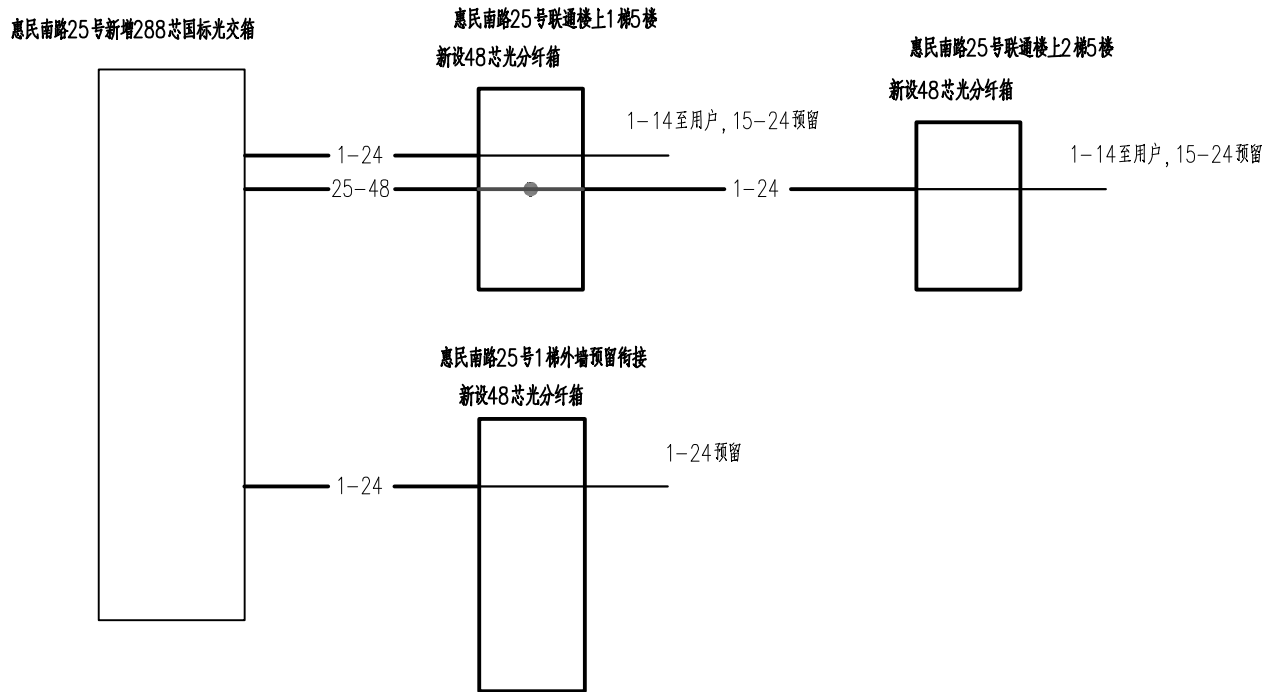 惠民南路25号新增288芯国标光交箱
惠民南路25号联通楼上1梯5楼
新设48芯光分纤箱
惠民南路25号联通楼上2梯5楼
新设48芯光分纤箱
1-14至用户,15-24预留
1-14至用户,15-24预留
1-24
25-48
1-24
惠民南路25号1梯外墙预留衔接
新设48芯光分纤箱
1-24预留
1-24